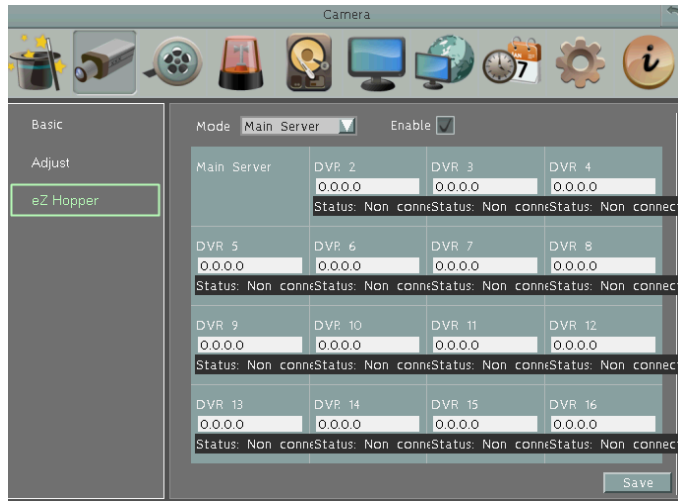 Camera
7
i
Basic
Adjust
eZ Hopper
Mode Main Server Enable
Main Server DVR 2 DVR 3 DVR 4
0.0.0.0 0.0.0.0 0.0.0.0
Status: Non conne Status: Non conne Status: Non connec
DVR 5 DVR 6 DVR 7 DVR 8
0.0.0.0 0.0.0.0 0.0.0.0 0.0.0.0
Status: Non conne Status: Non conne Status: Non conne Status: Non connec
DVR 9 DVR 10 DVR 11 DVR 12
0.0.0.0 0.0.0.0 0.0.0.0 0.0.0.0
Status: Non conne Status: Non conne Status: Non conne Status: Non connec
DVR 13 DVR 14 DVR 15 DVR 16
0.0.0.0 0.0.0.0 0.0.0.0 0.0.0.0
Status: Non conne Status: Non conne Status: Non conne Status: Non connec
Save